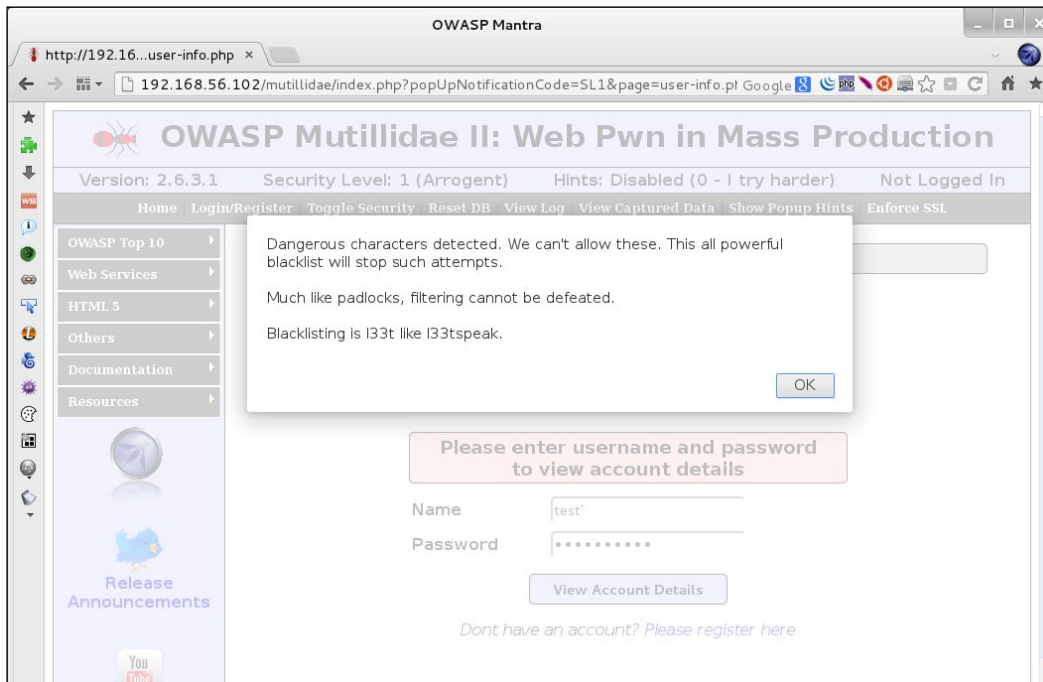 OWASP Mantra
http://192.16...user-info.php
192.168.56.102/mutillidae/index.php?popUpNotificationCode=SL1&page=user-info.pl Google
OWASP Mutillidae II: Web Pwn in Mass Production
Version: 2.6.3.1 Security Level: 1 (Arrogent) Hints: Disabled (0 - I try harder) Not Logged In
Home Login/Register Toggle Security Reset DB View Log View Captured Data Show Popup Hints Enforce SSL
OWASP Top 10
Web Services
HTML 5
Others
Documentation
Resources
Dangerous characters detected. We can't allow these. This all powerful
blacklist will stop such attempts.
Much like padlocks, filtering cannot be defeated.
Blacklisting is l33t like l33tspeak.
OK
Please enter username and password
to view account details
Name test'
Password
View Account Details
Dont have an account? Please register here
Release
Announcements
You
Tube